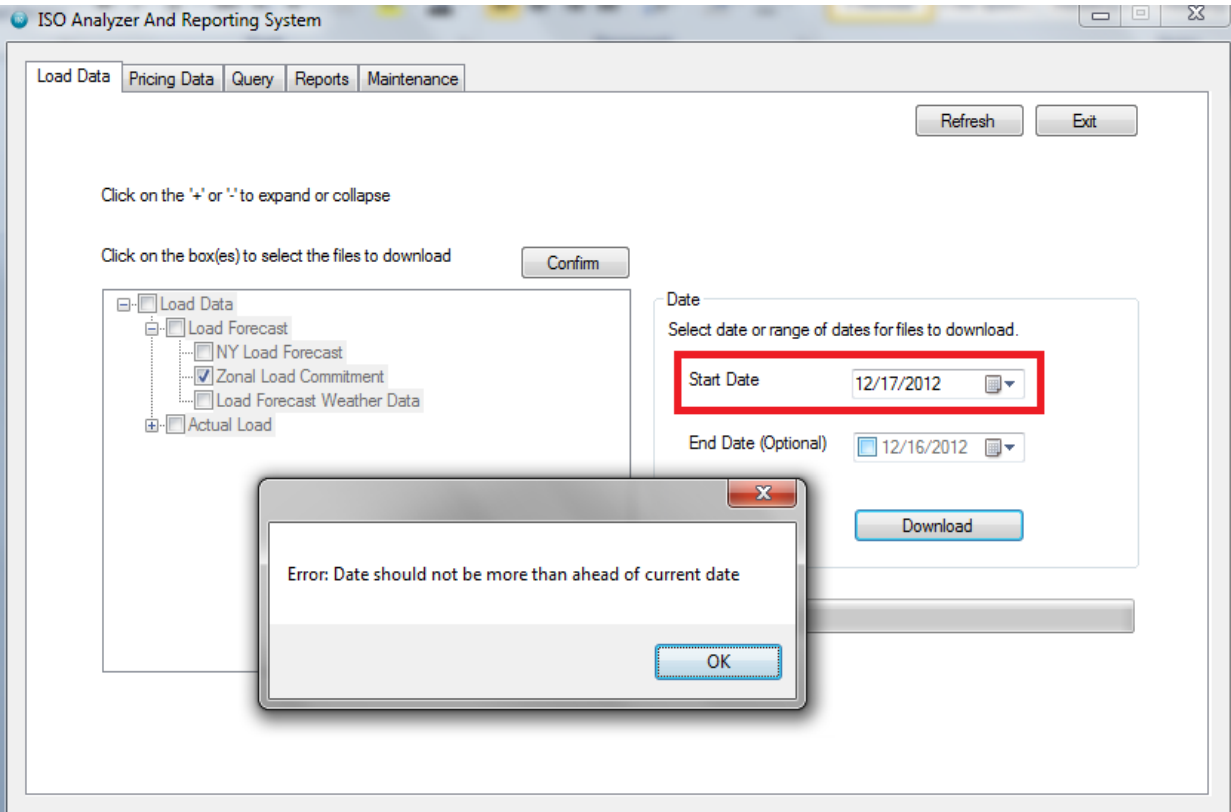 ISO Analyzer And Reporting System
Load Data Pricing Data Query Reports Maintenance
Refresh Exit
Click on the '+' or '-' to expand or collapse
Click on the box(es) to select the files to download
Confirm
Load Data
Load Forecast
NY Load Forecast
Zonal Load Commitment
Load Forecast Weather Data
Actual Load
Date
Select date or range of dates for files to download.
Start Date 12/17/2012
End Date (Optional) 12/16/2012
Download
Error: Date should not be more than ahead of current date
OK